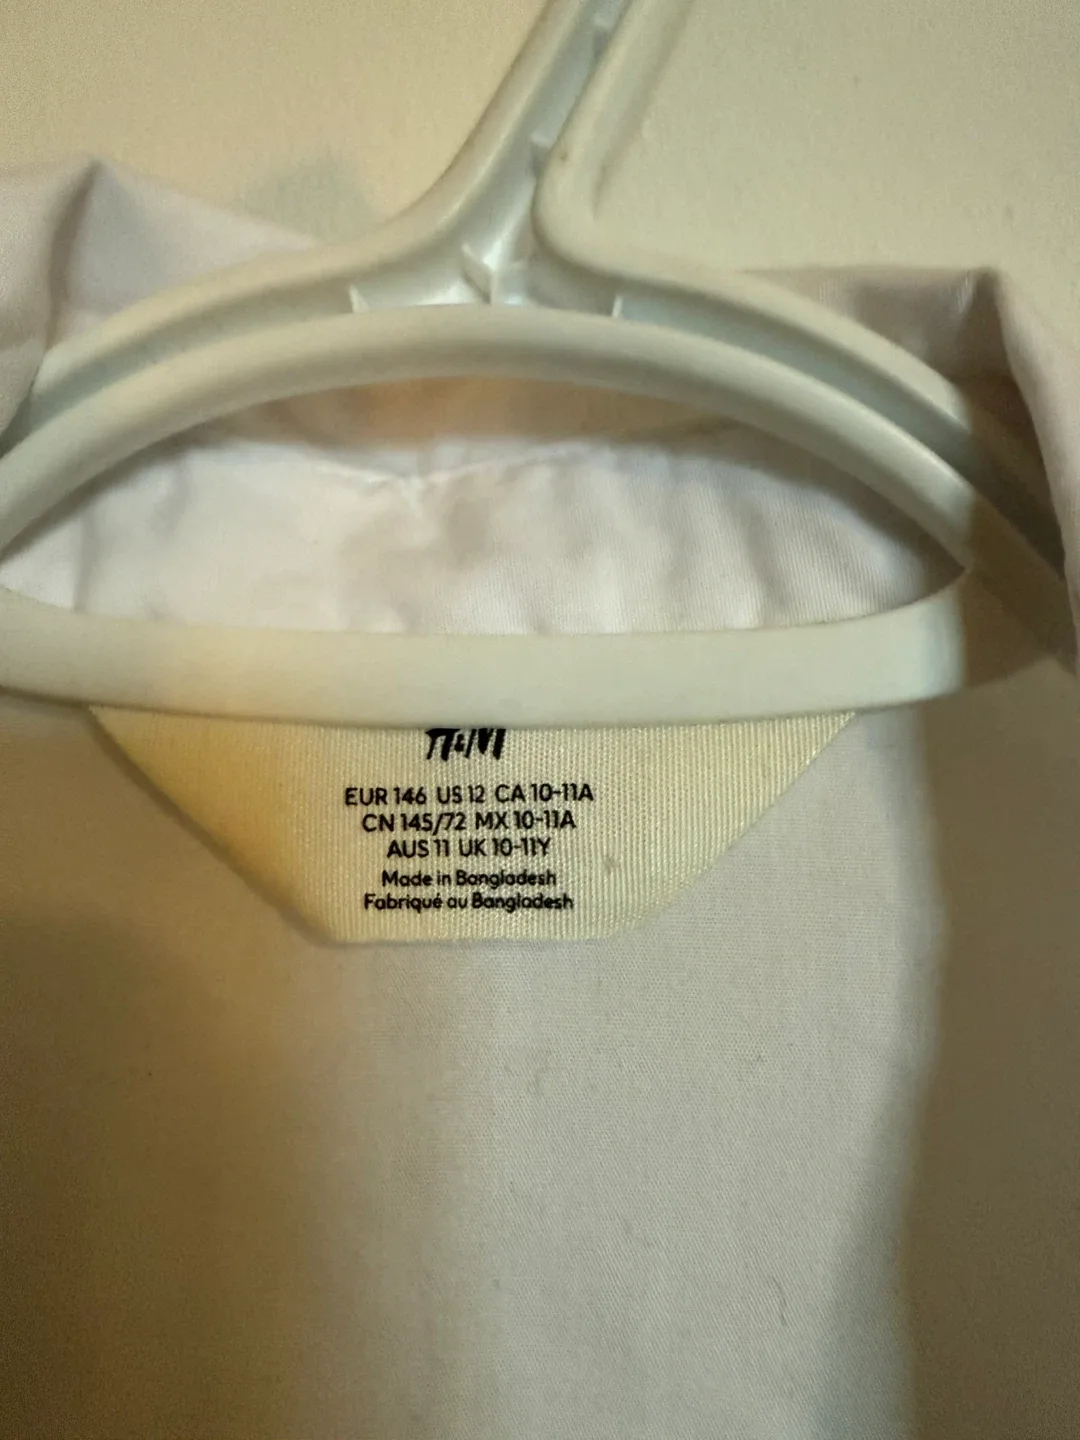 H&M
EUR 146 US 12 CA 10-11A
CN 145/72 MX 10-11A
AUS 11 UK 10-11Y
Made in Bangladesh
Fabriqué au Bangladesh